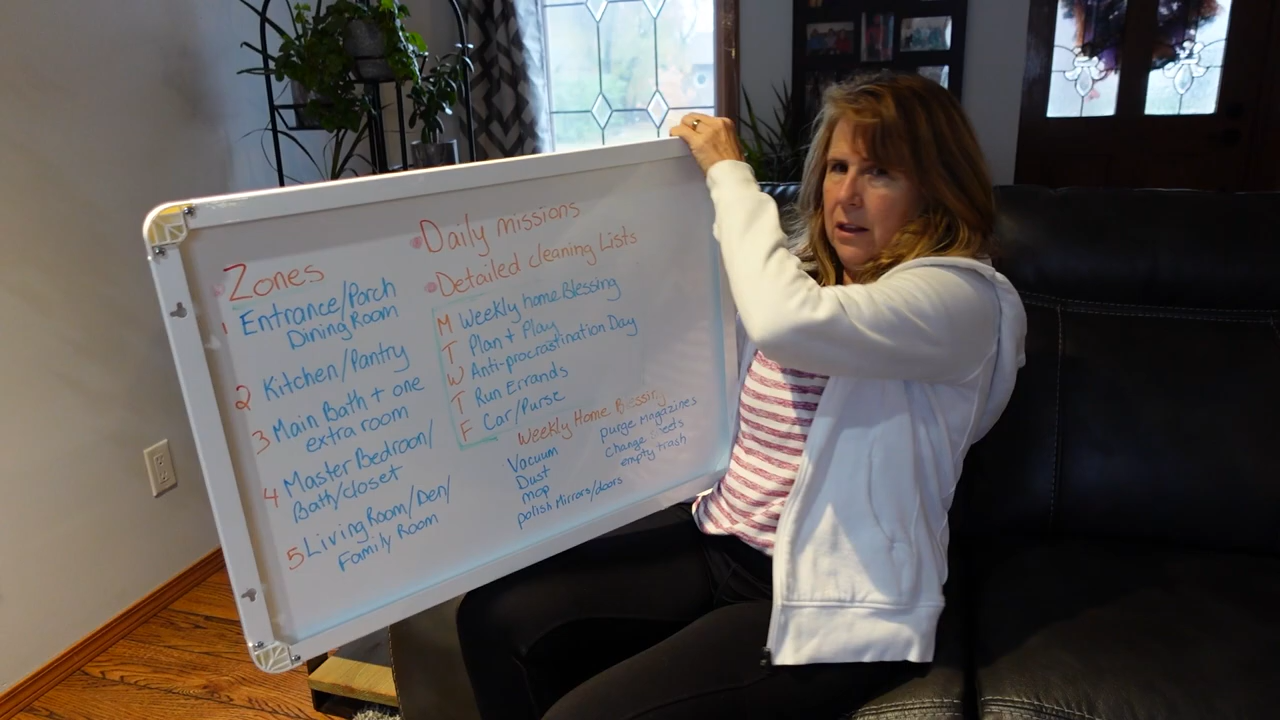 Zones
1 Entrance/Porch
Dining Room
2 Kitchen/Pantry
3 Main Bath + one
extra room
4 Master Bedroom/
Bath/closet
5 Living Room/Den/
Family Room
Daily missions
Detailed cleaning Lists
M Weekly home Blessing
T Plan + Play
W Anti-procrastination Day
T Run Errands
F Car/Purse
Weekly Home Blessing
Vacuum
Dust
mop
polish Mirrors/doors
purge Magazines
change sheets
empty trash